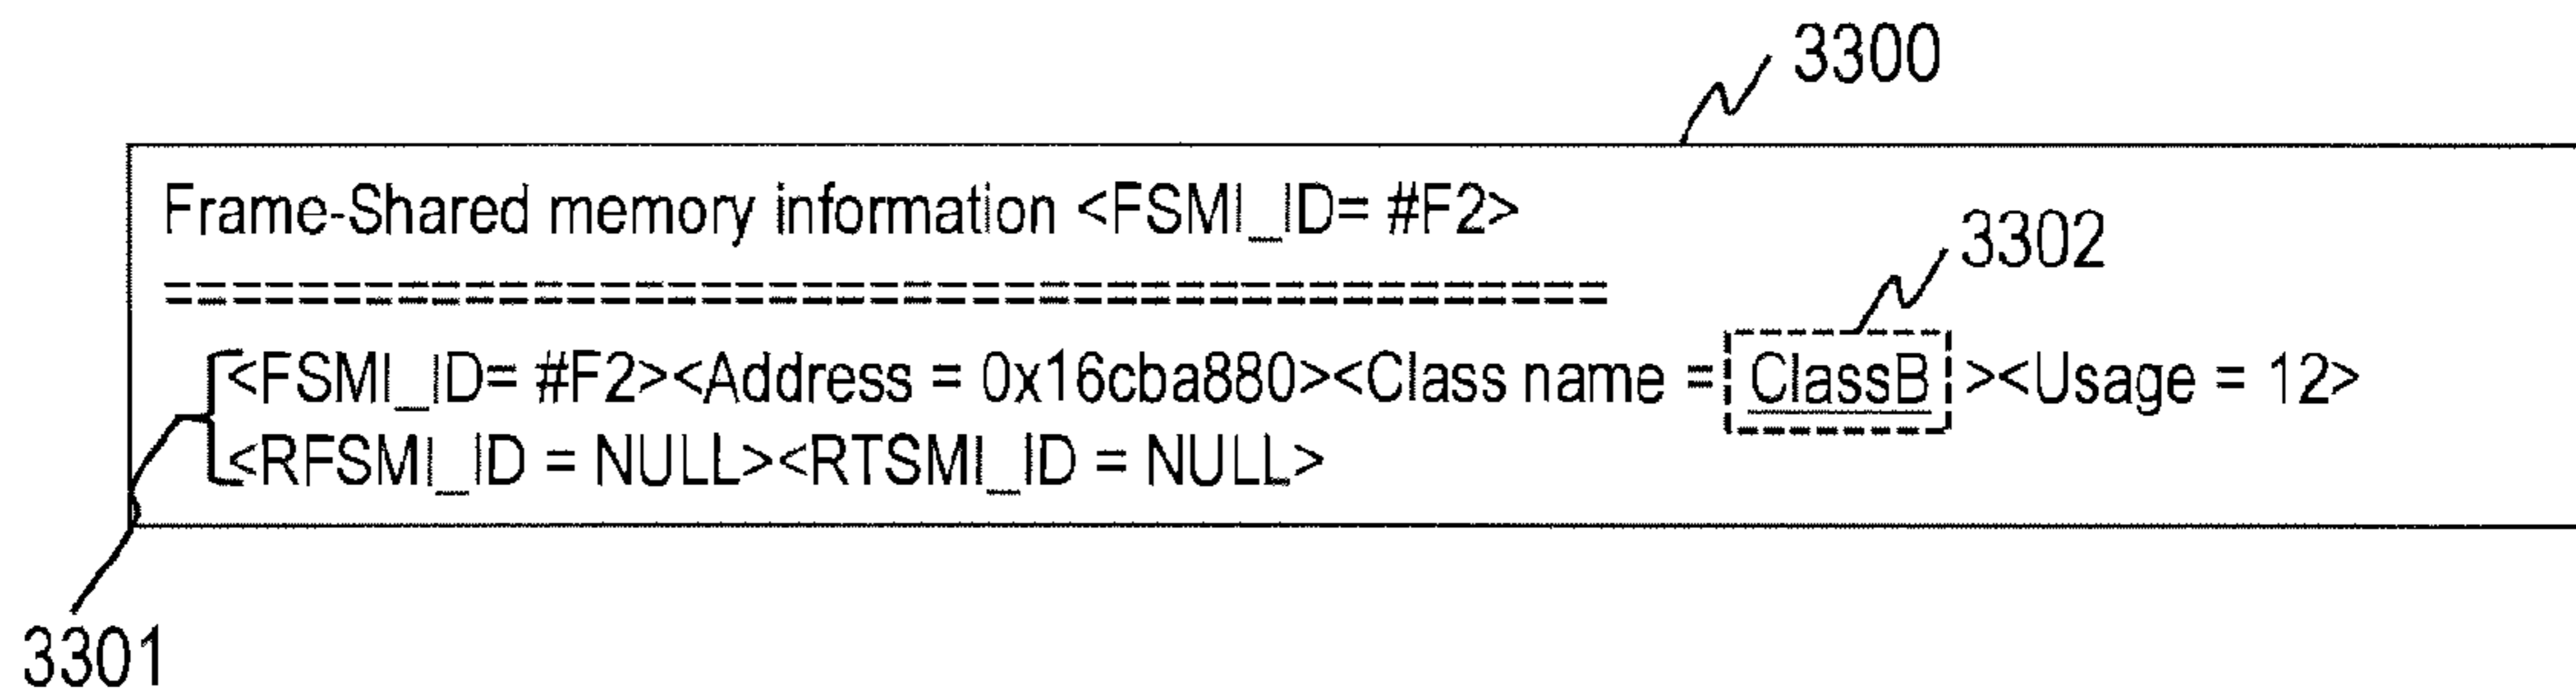 3300
Frame-Shared memory information <FSMI_ID= #F2>
3302
============================================
<FSMI_ID= #F2><Address = 0x16cba880><Class name = ClassB ><Usage = 12>
<RFSMI_ID = NULL><RTSMI_ID = NULL>
3301